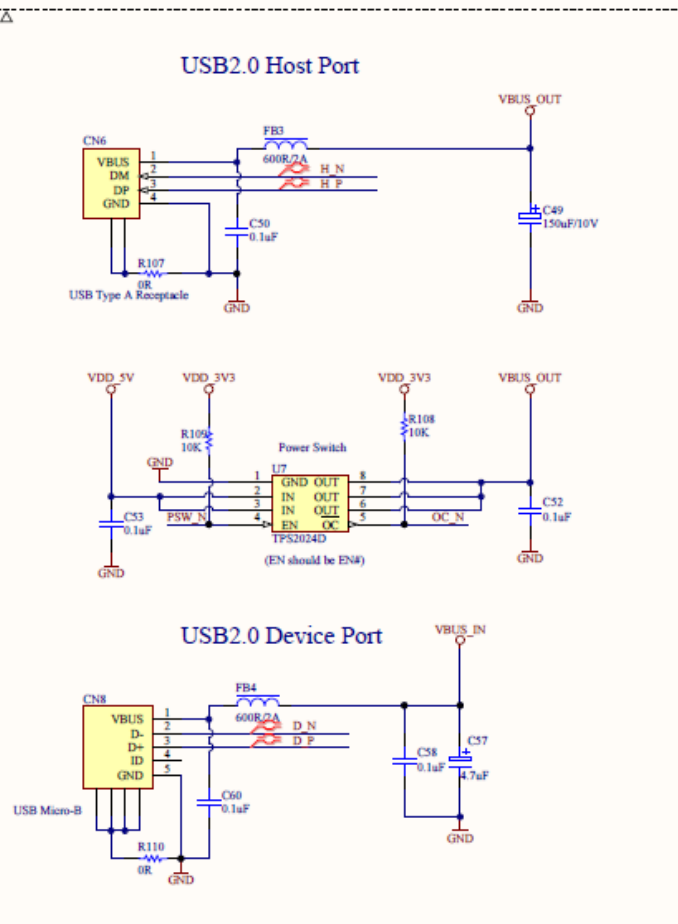 USB2.0 Host Port
VBUS_OUT
FB3
CN6
600R/2A
VBUS 1
DM 2
DP 3
GND 4
H_N
H_P
C49
150uF/10V
C50
0.1uF
R107
0R
USB Type A Receptacle
GND
GND
VDD_5V
VDD_3V3
VDD_3V3
VBUS_OUT
R109
10K
R108
10K
Power Switch
GND
U7
1 GND OUT 8
2 IN OUT 7
3 IN OUT 6
4 EN OC 5
PSW_N
OC_N
TPS2024D
(EN should be EN#)
C53
0.1uF
C52
0.1uF
GND
GND
USB2.0 Device Port
VBUS_IN
FB4
CN8
600R/2A
VBUS 1
D- 2
D+ 3
ID 4
GND 5
D_N
D_P
C58
0.1uF
C57
4.7uF
C60
0.1uF
USB Micro-B
R110
0R
GND
GND